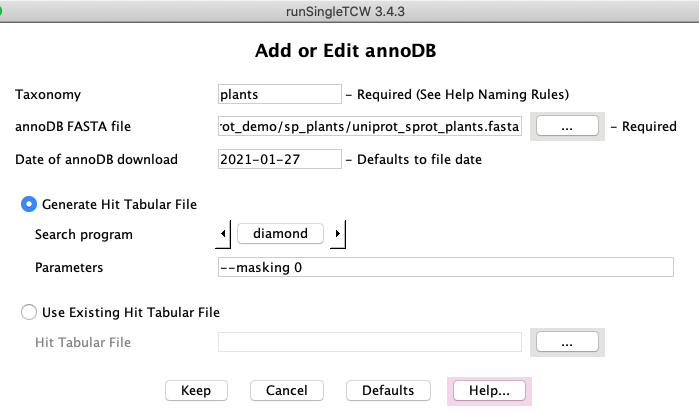 runSingleTCW 3.4.3
Add or Edit annoDB
Taxonomy plants – Required (See Help Naming Rules)
annoDB FASTA file rot_demo/sp_plants/uniprot_sprot_plants.fasta ... – Required
Date of annoDB download 2021-01-27 – Defaults to file date
Generate Hit Tabular File
Search program diamond
Parameters --masking 0
Use Existing Hit Tabular File
Hit Tabular File ...
Keep Cancel Defaults Help...